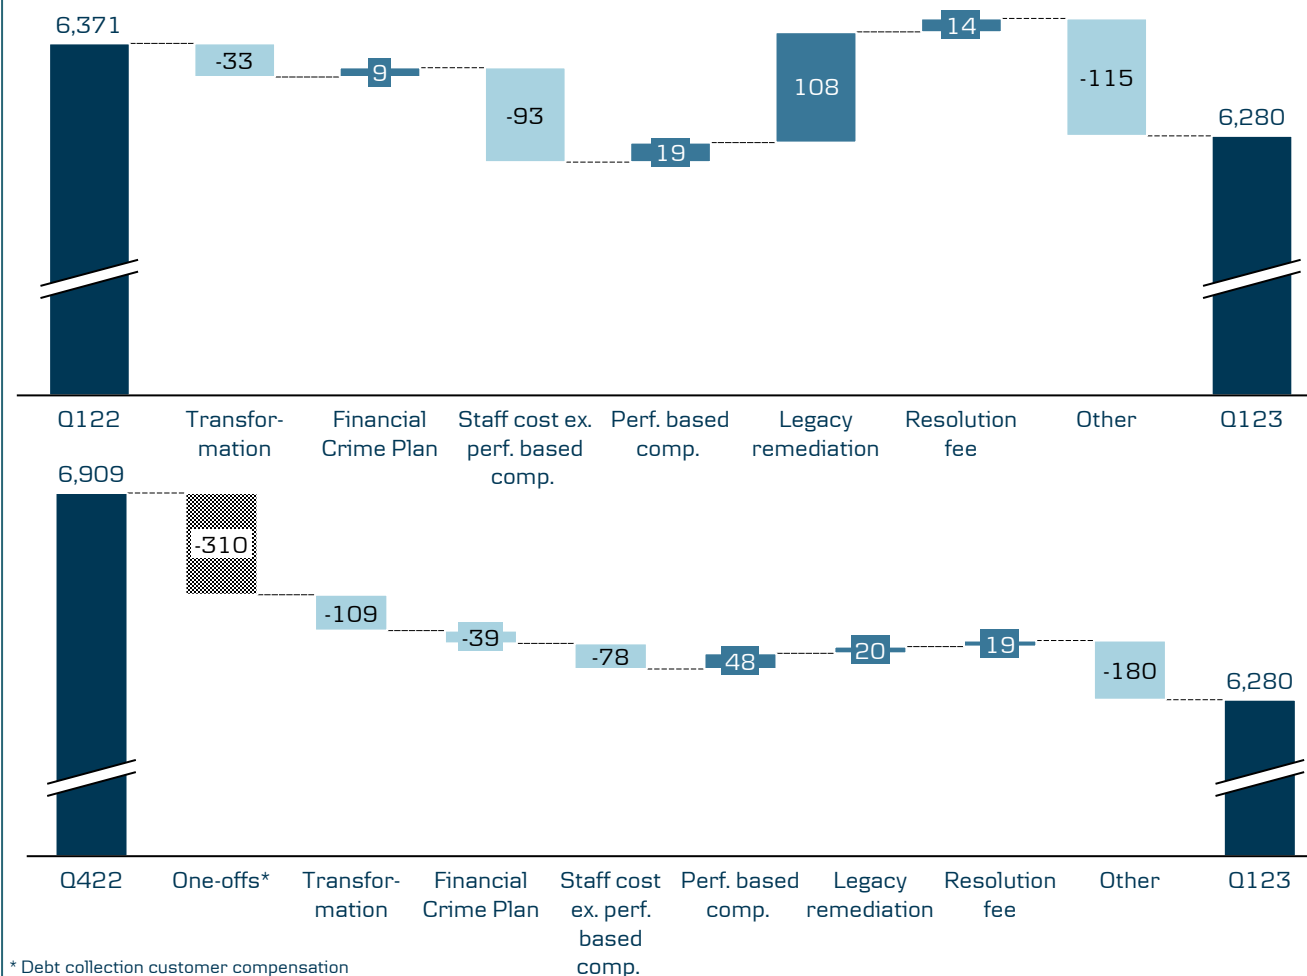 6,371
-33
9
-93
19
108
14
-115
6,280
Q122
Transfor-
mation
Financial
Crime Plan
Staff cost ex.
perf. based
comp.
Perf. based
comp.
Legacy
remediation
Resolution
fee
Other
Q123
6,909
-310
-109
-39
-78
48
20
19
-180
6,280
Q422
One-offs*
Transfor-
mation
Financial
Crime Plan
Staff cost
ex. perf.
based
comp.
Perf. based
comp.
Legacy
remediation
Resolution
fee
Other
Q123
* Debt collection customer compensation